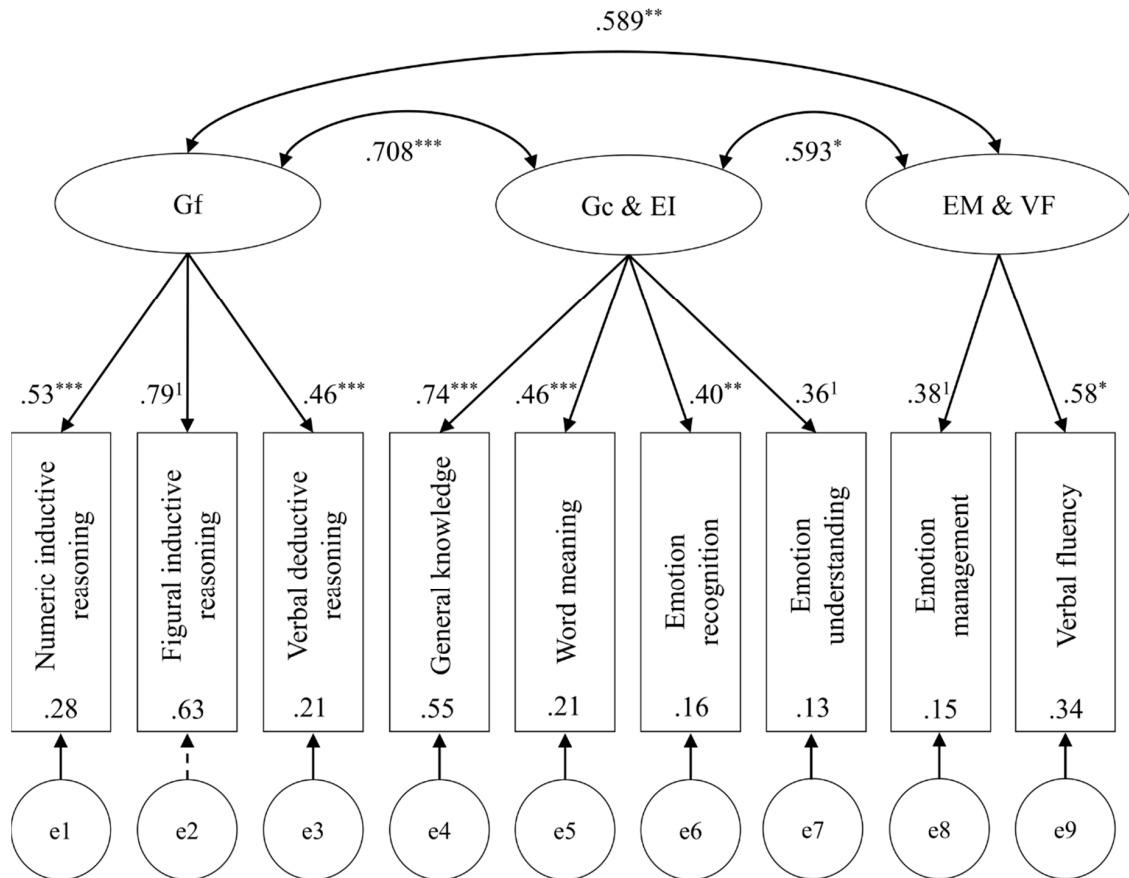 .589**
.708***
.593*
Gf
Gc & EI
EM & VF
.53***
.79¹
.46***
.74***
.46***
.40**
.36¹
.38¹
.58*
Numeric inductive
reasoning
Figural inductive
reasoning
Verbal deductive
reasoning
General knowledge
Word meaning
Emotion
recognition
Emotion
understanding
Emotion
management
Verbal fluency
.28
.63
.21
.55
.21
.16
.13
.15
.34
e1
e2
e3
e4
e5
e6
e7
e8
e9